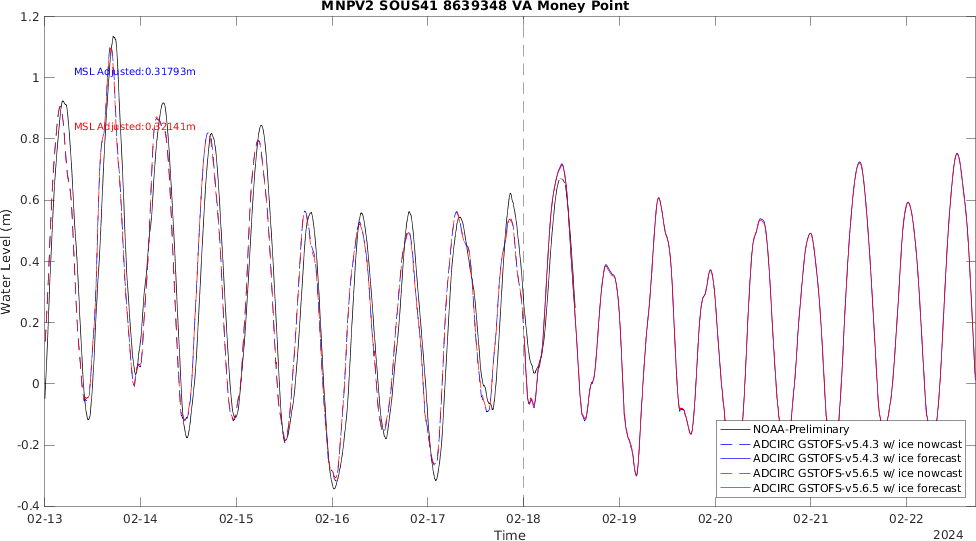 MNPV2 SOUS41 8639348 VA Money Point
1.2
1
0.8
0.6
0.4
0.2
0
-0.2
-0.4
Water Level (m)
MSL Adjusted:0.31793m
MSL Adjusted:0.32141m
NOAA-Preliminary
ADCIRC GSTOFS-v5.4.3 w/ ice nowcast
ADCIRC GSTOFS-v5.4.3 w/ ice forecast
ADCIRC GSTOFS-v5.6.5 w/ ice nowcast
ADCIRC GSTOFS-v5.6.5 w/ ice forecast
02-13 02-14 02-15 02-16 02-17 02-18 02-19 02-20 02-21 02-22
Time
2024